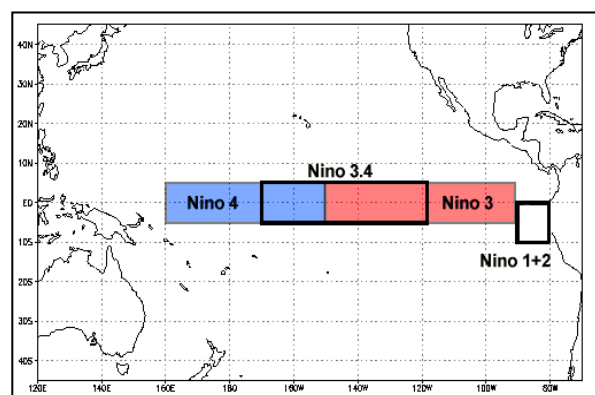 40N
30N
20N
10N
EQ
10S
20S
30S
40S
Nino 3.4
Nino 4
Nino 3
Nino 1+2
120E
140E
160E
180
160W
140W
120W
100W
80W